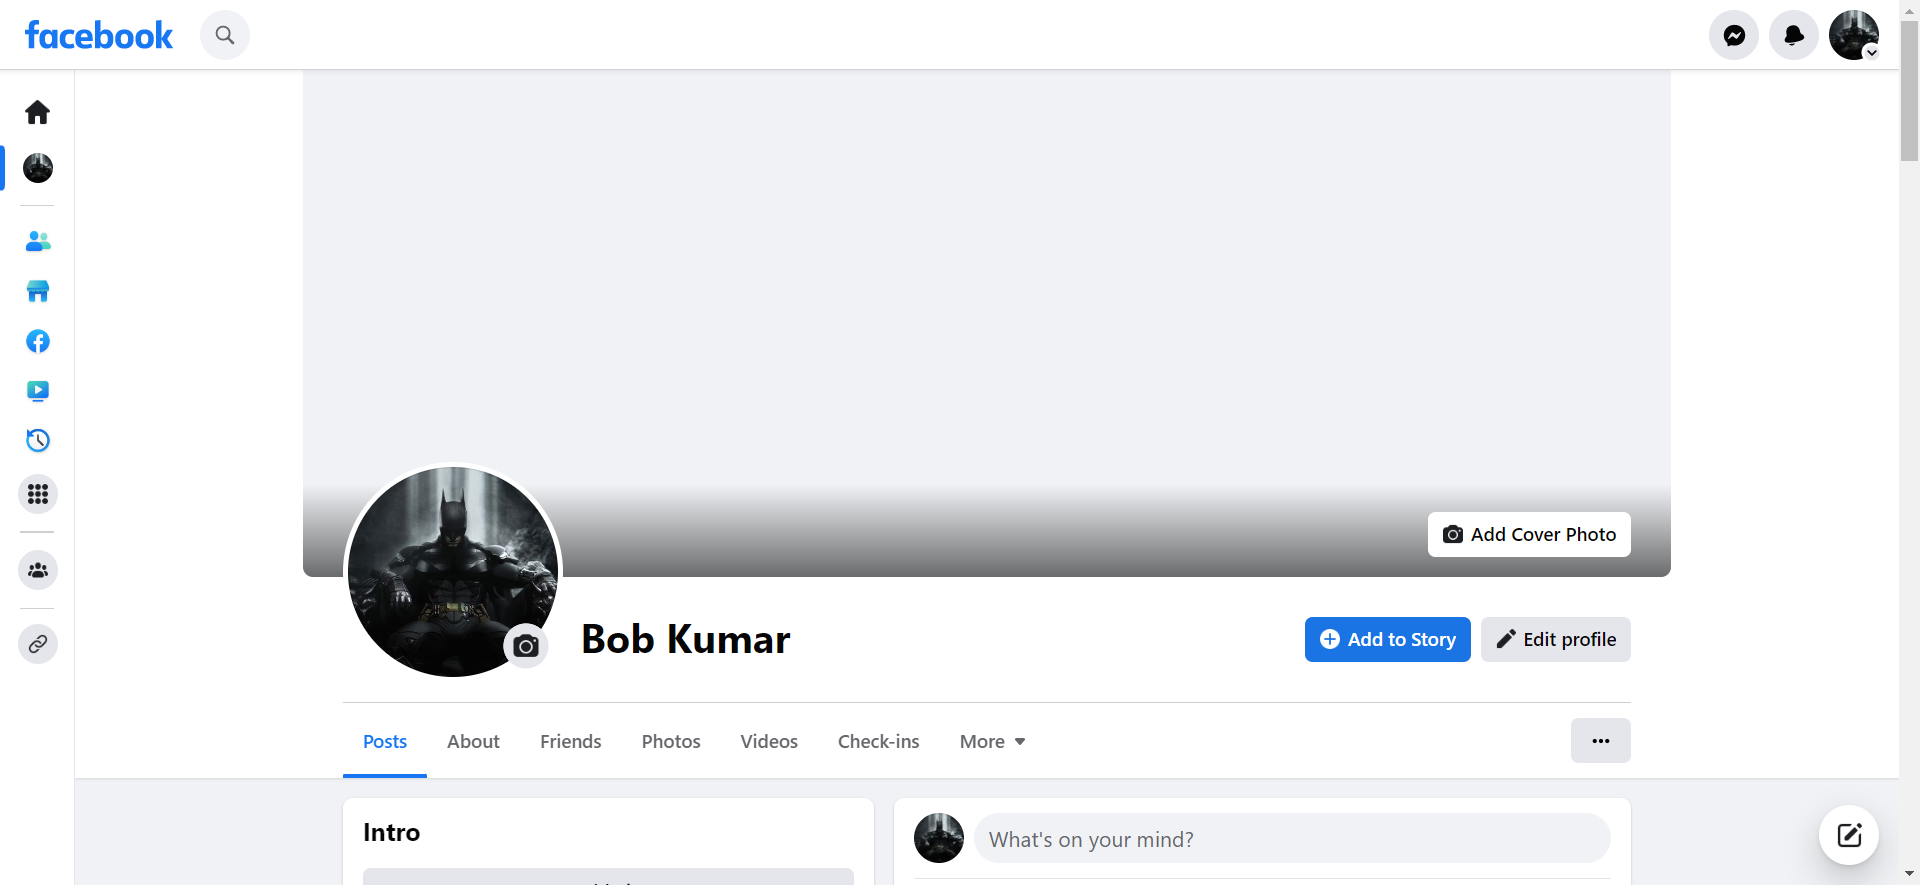 facebook
Add Cover Photo
Bob Kumar
Add to Story
Edit profile
Posts
About
Friends
Photos
Videos
Check-ins
More
Intro
What's on your mind?